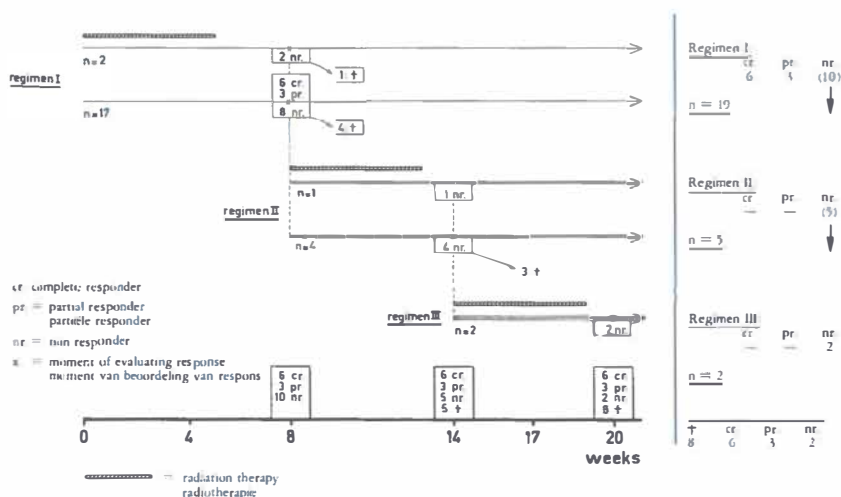 regimen I
n=2
2 nr.
1 †
6 cr
3 pr.
8 nr.
n=17
4 †
regimen II
n=1
1 nr.
n=4
4 nr.
3 †
regimen III
n=2
2 nr.
cr complete responder
pr = partial responder
partiële responder
nr = non responder
x = moment of evaluating response
moment van beoordeling van respons
6 cr
3 pr
10 nr
6 cr
3 pr
5 nr
5 †
6 cr
3 pr
2 nr
8 †
0 4 8 14 17 20
weeks
= radiation therapy
radiotherapie
Regimen I
cr pr nr
6 3 (10)
n = 19
Regimen II
cr pr nr
— — (5)
n = 5
Regimen III
cr pr nr
— — 2
n = 2
† cr pr nr
8 6 3 2